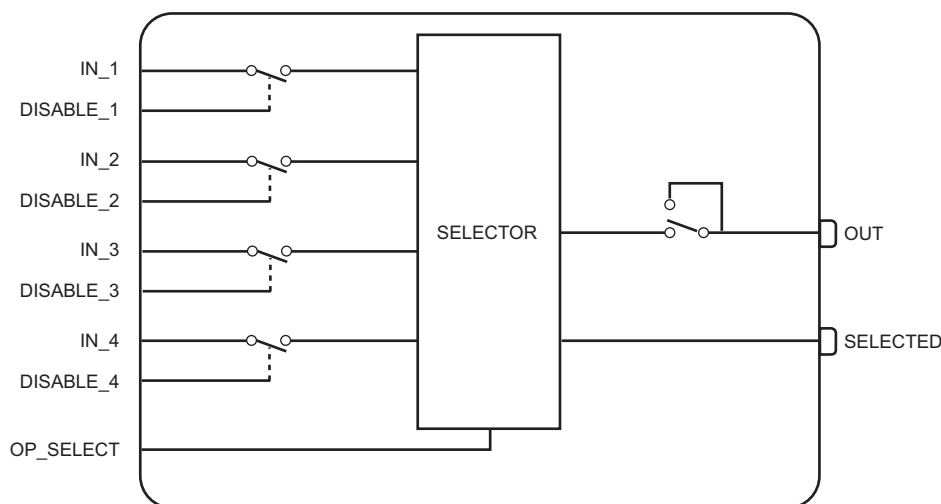 IN_1
DISABLE_1
IN_2
DISABLE_2
SELECTOR
OUT
IN_3
DISABLE_3
IN_4
SELECTED
DISABLE_4
OP_SELECT